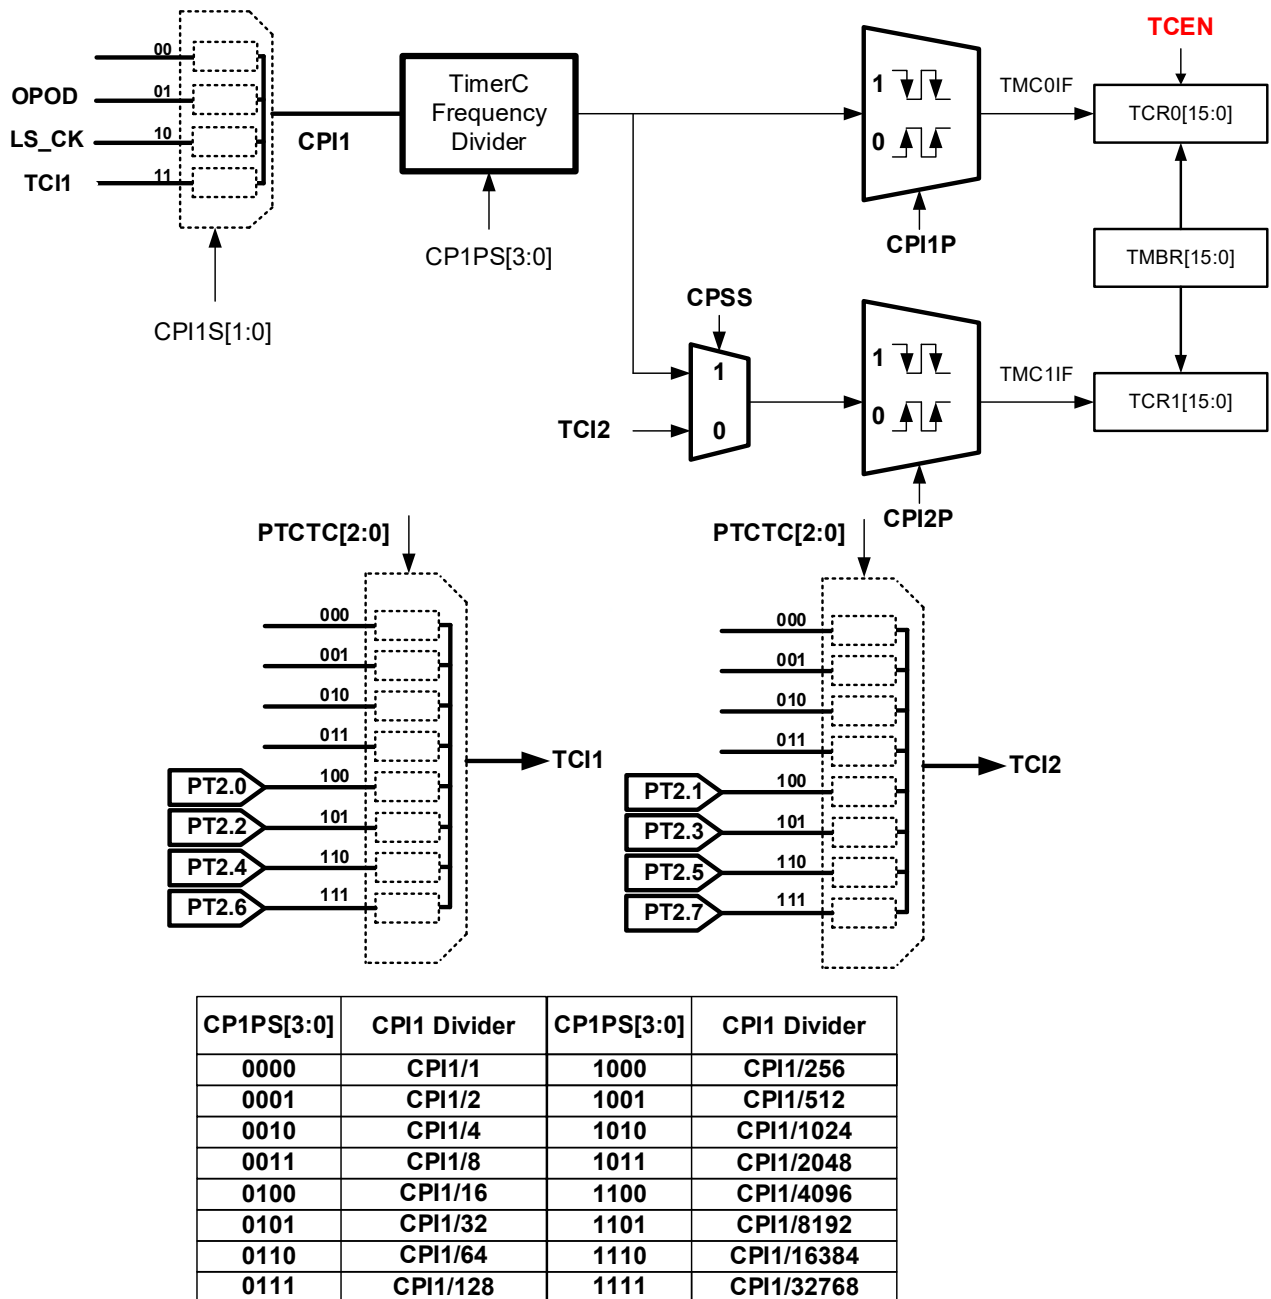 TCEN
00
OPOD 01
LS_CK 10
TCI1 11
CPI1
TimerC
Frequency
Divider
1
0
TMC0IF
TCR0[15:0]
CPI1S[1:0]
CP1PS[3:0]
CPI1P
TMBR[15:0]
CPSS
1
0
TCI2
1
0
TMC1IF
TCR1[15:0]
CPI2P
PTCTC[2:0]
000
001
010
011
PT2.0 100
PT2.2 101
PT2.4 110
PT2.6 111
TCI1
PTCTC[2:0]
000
001
010
011
PT2.1 100
PT2.3 101
PT2.5 110
PT2.7 111
TCI2
CP1PS[3:0] CPI1 Divider CP1PS[3:0] CPI1 Divider
0000 CPI1/1 1000 CPI1/256
0001 CPI1/2 1001 CPI1/512
0010 CPI1/4 1010 CPI1/1024
0011 CPI1/8 1011 CPI1/2048
0100 CPI1/16 1100 CPI1/4096
0101 CPI1/32 1101 CPI1/8192
0110 CPI1/64 1110 CPI1/16384
0111 CPI1/128 1111 CPI1/32768